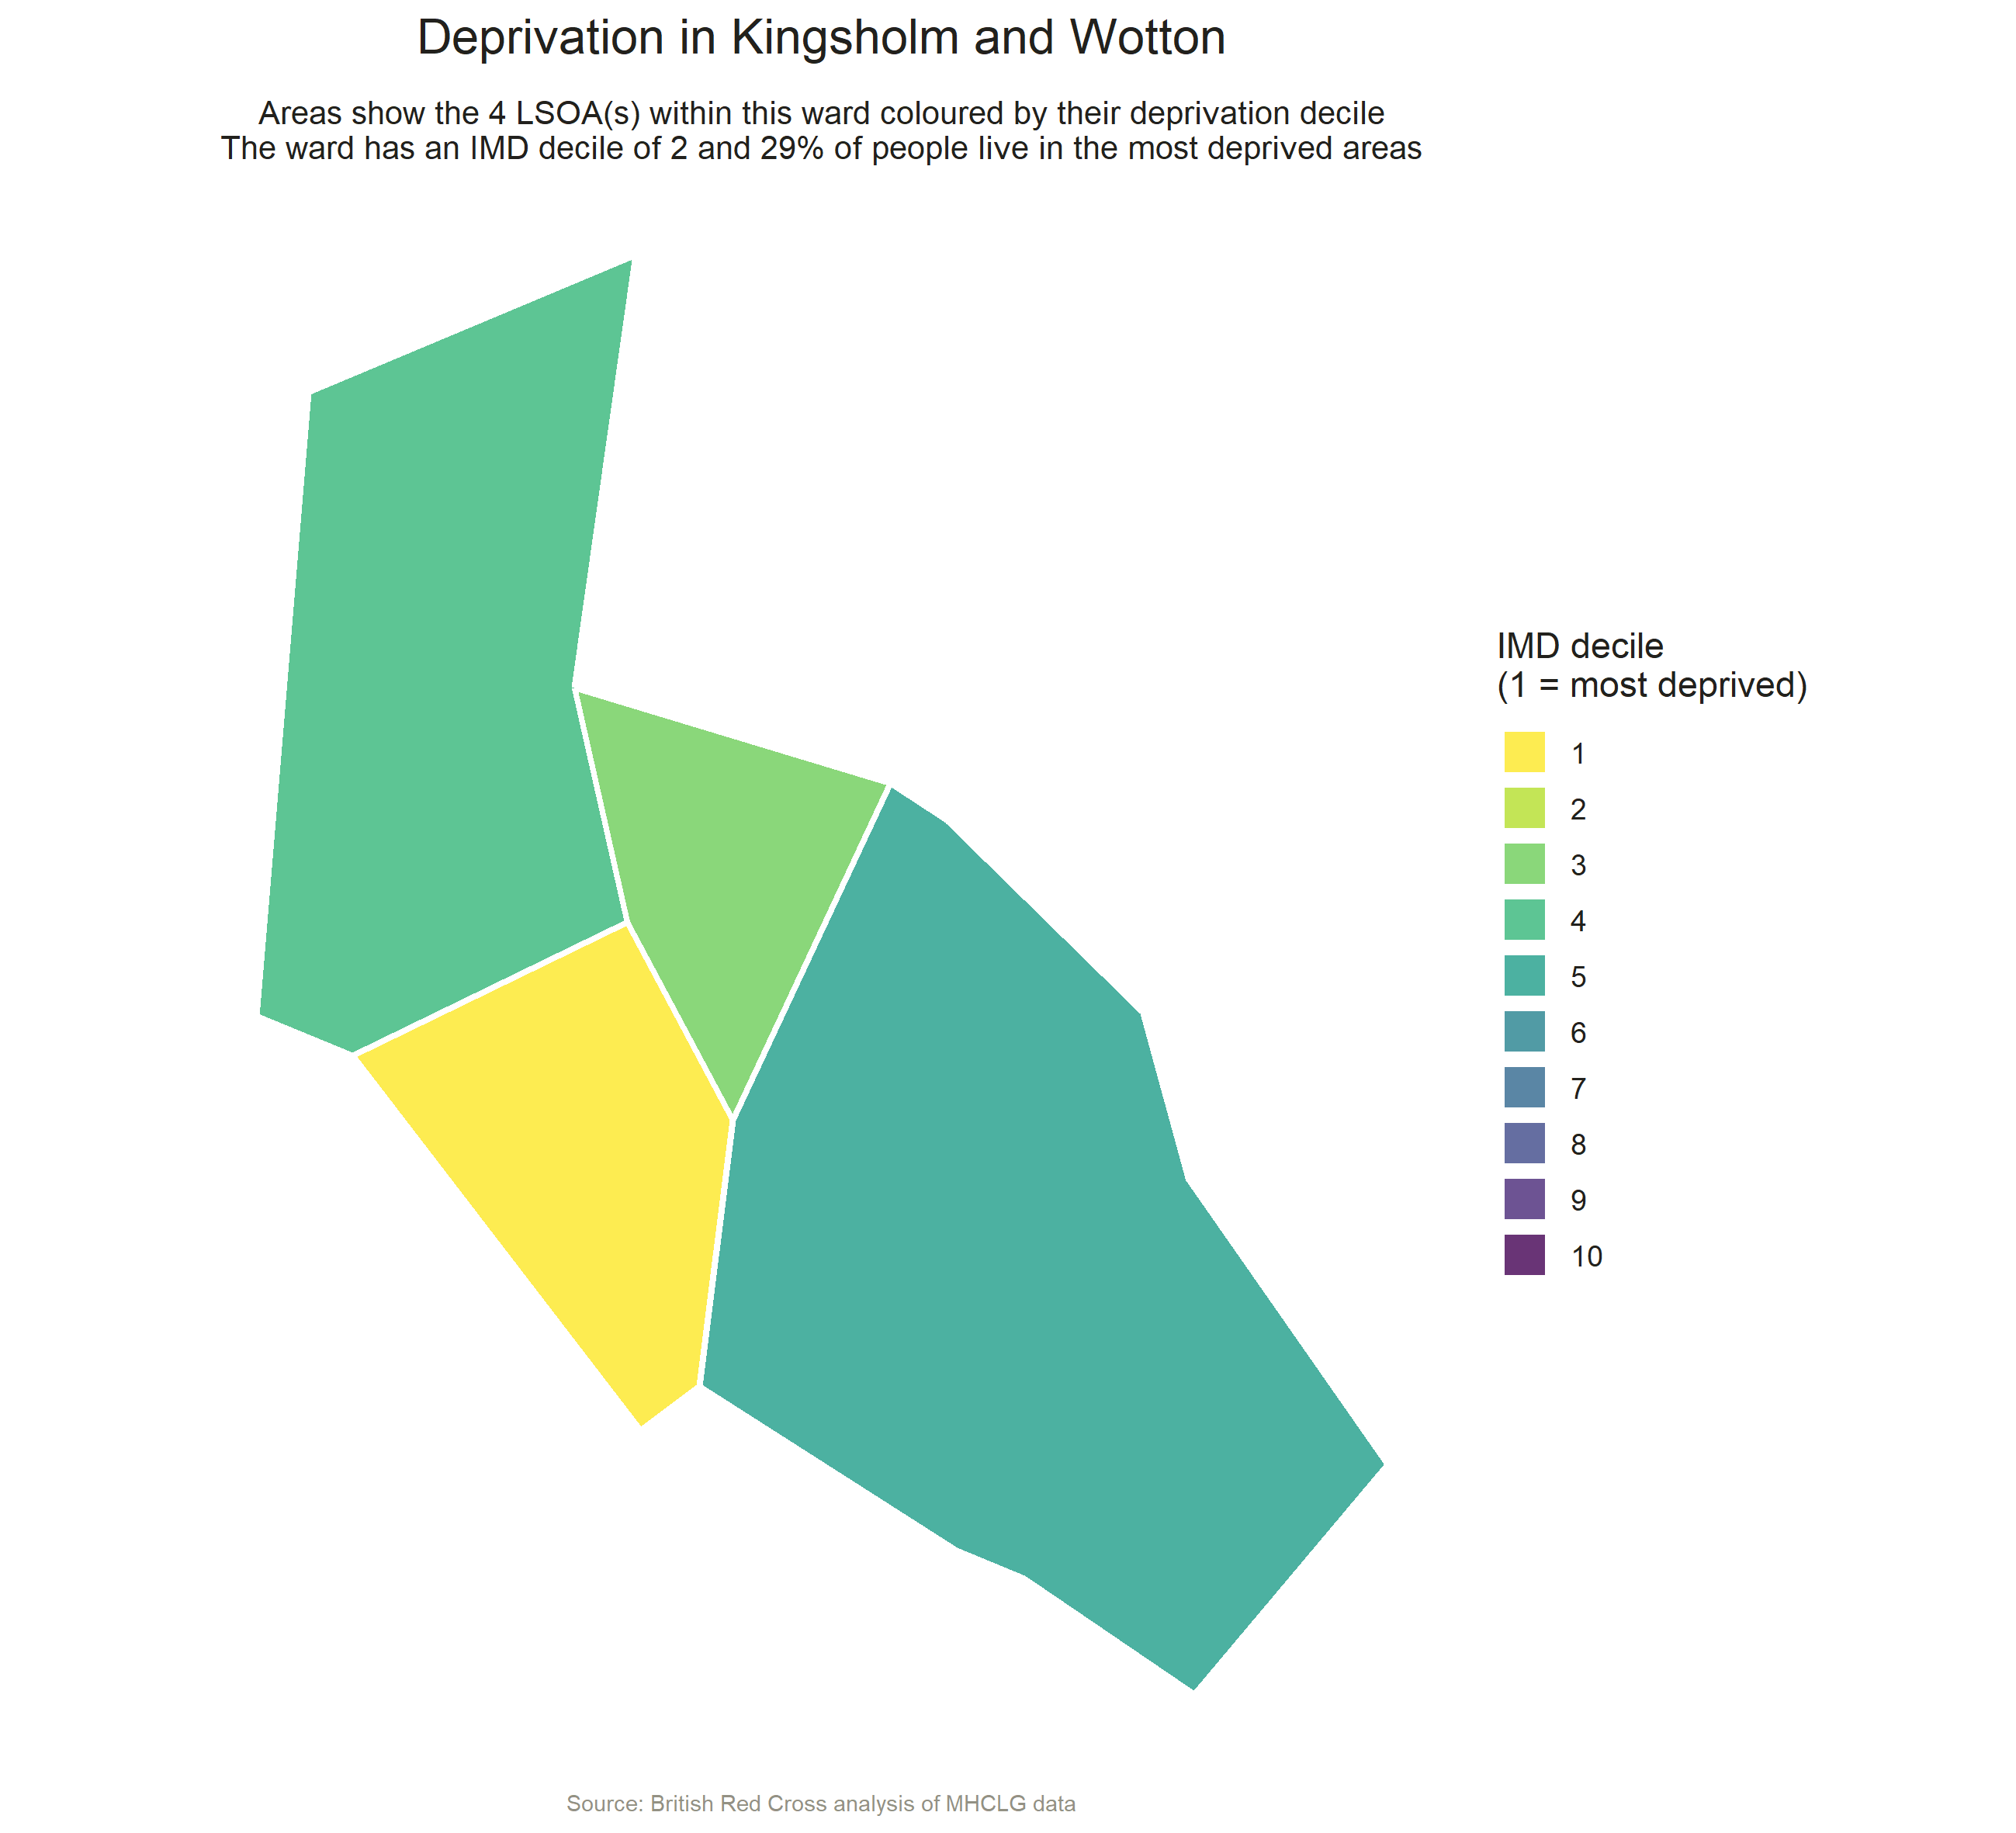 Deprivation in Kingsholm and Wotton
Areas show the 4 LSOA(s) within this ward coloured by their deprivation decile
The ward has an IMD decile of 2 and 29% of people live in the most deprived areas
IMD decile
(1 = most deprived)
1
2
3
4
5
6
7
8
9
10
Source: British Red Cross analysis of MHCLG data